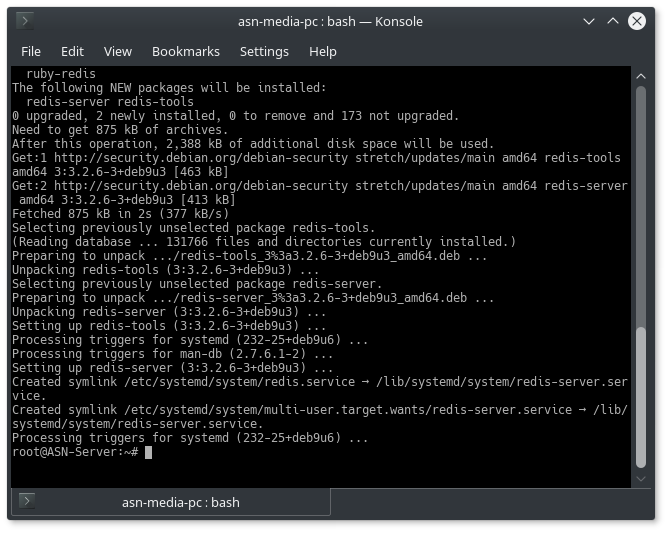 asn-media-pc : bash — Konsole
File Edit View Bookmarks Settings Help
ruby-redis
The following NEW packages will be installed:
redis-server redis-tools
0 upgraded, 2 newly installed, 0 to remove and 173 not upgraded.
Need to get 875 kB of archives.
After this operation, 2,388 kB of additional disk space will be used.
Get:1 http://security.debian.org/debian-security stretch/updates/main amd64 redis-tools
amd64 3:3.2.6-3+deb9u3 [463 kB]
Get:2 http://security.debian.org/debian-security stretch/updates/main amd64 redis-server
amd64 3:3.2.6-3+deb9u3 [413 kB]
Fetched 875 kB in 2s (377 kB/s)
Selecting previously unselected package redis-tools.
(Reading database ... 131766 files and directories currently installed.)
Preparing to unpack .../redis-tools_3%3a3.2.6-3+deb9u3_amd64.deb ...
Unpacking redis-tools (3:3.2.6-3+deb9u3) ...
Selecting previously unselected package redis-server.
Preparing to unpack .../redis-server_3%3a3.2.6-3+deb9u3_amd64.deb ...
Unpacking redis-server (3:3.2.6-3+deb9u3) ...
Setting up redis-tools (3:3.2.6-3+deb9u3) ...
Processing triggers for systemd (232-25+deb9u6) ...
Processing triggers for man-db (2.7.6.1-2) ...
Setting up redis-server (3:3.2.6-3+deb9u3) ...
Created symlink /etc/systemd/system/redis.service → /lib/systemd/system/redis-server.ser
vice.
Created symlink /etc/systemd/system/multi-user.target.wants/redis-server.service → /lib/
systemd/system/redis-server.service.
Processing triggers for systemd (232-25+deb9u6) ...
root@ASN-Server:~#
asn-media-pc : bash